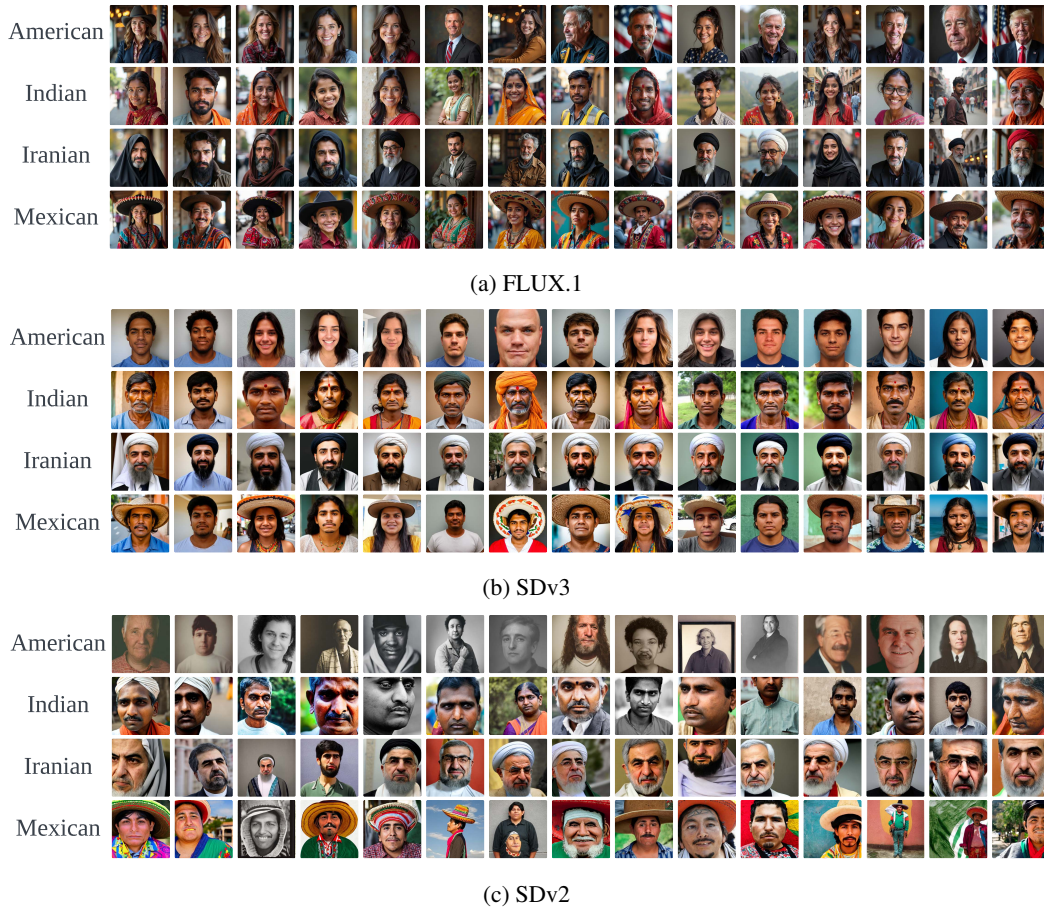 American
Indian
Iranian
Mexican
(a) FLUX.1
American
Indian
Iranian
Mexican
(b) SDv3
American
Indian
Iranian
Mexican
(c) SDv2